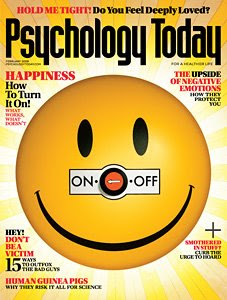 HOLD ME TIGHT! Do You Feel Deeply Loved?
Psychology Today
FOR A HEALTHIER LIFE
HAPPINESS
How
To Turn
It On!
WHAT
WORKS,
WHAT
DOESN'T
THE UPSIDE
OF NEGATIVE
EMOTIONS
HOW THEY
PROTECT
YOU
ON OFF
HEY!
DON'T
BE A
VICTIM
15 WAYS
TO OUTFOX
THE BAD GUYS
+
SMOTHERED
IN STUFF?
CURB THE
URGE TO HOARD
HUMAN GUINEA PIGS
WHY THEY RISK IT ALL FOR SCIENCE